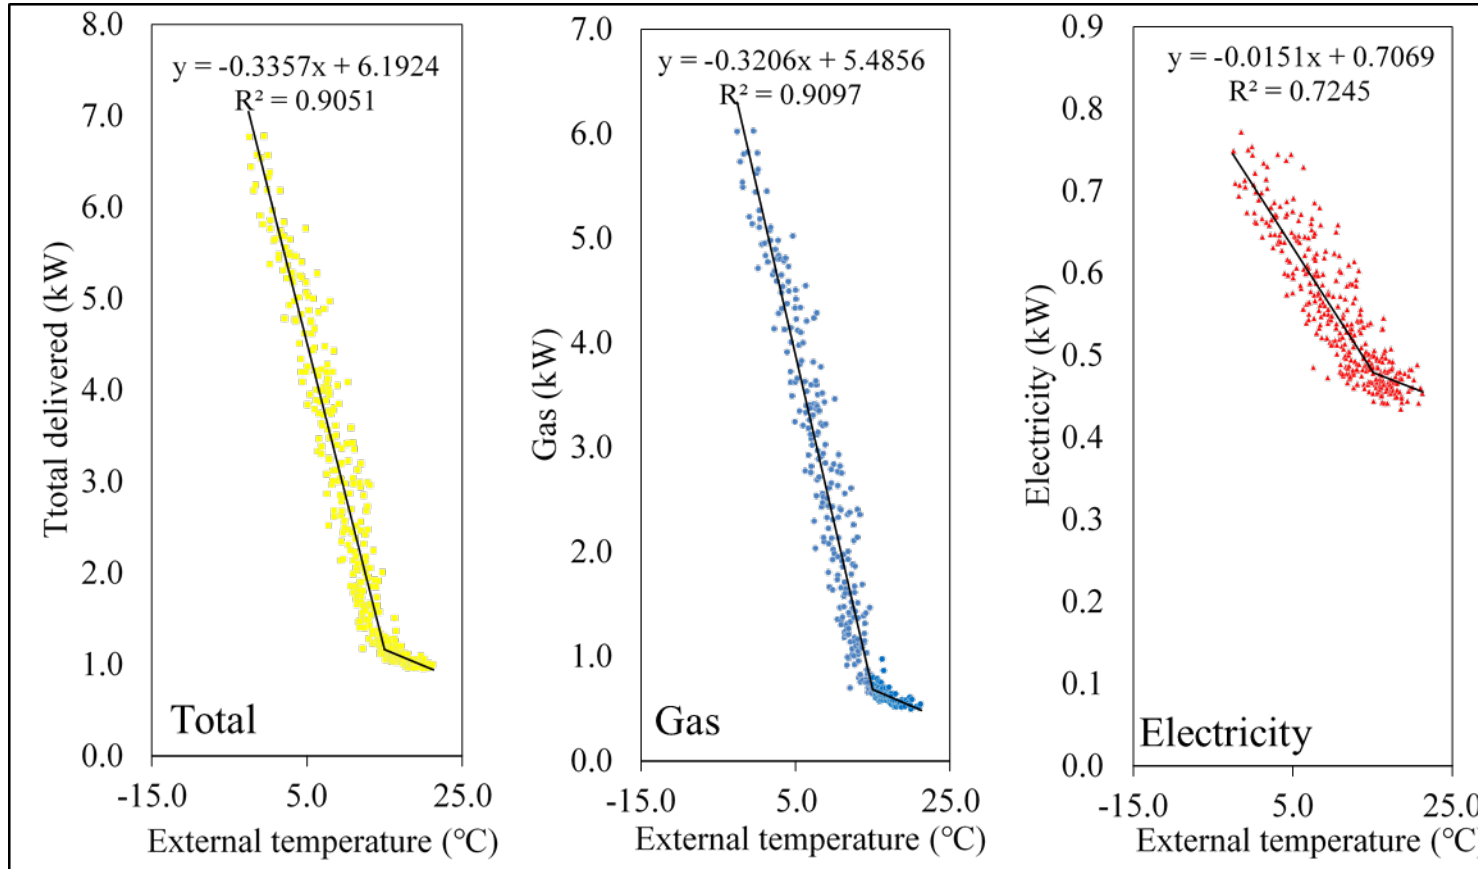 8.0
7.0
6.0
5.0
4.0
3.0
2.0
1.0
0.0
Ttotal delivered (kW)
y = -0.3357x + 6.1924
R² = 0.9051
Total
-15.0 5.0 25.0
External temperature (°C)
7.0
6.0
5.0
4.0
3.0
2.0
1.0
0.0
Gas (kW)
y = -0.3206x + 5.4856
R² = 0.9097
Gas
-15.0 5.0 25.0
External temperature (°C)
0.9
0.8
0.7
0.6
0.5
0.4
0.3
0.2
0.1
0.0
Electricity (kW)
y = -0.0151x + 0.7069
R² = 0.7245
Electricity
-15.0 5.0 25.0
External temperature (°C)